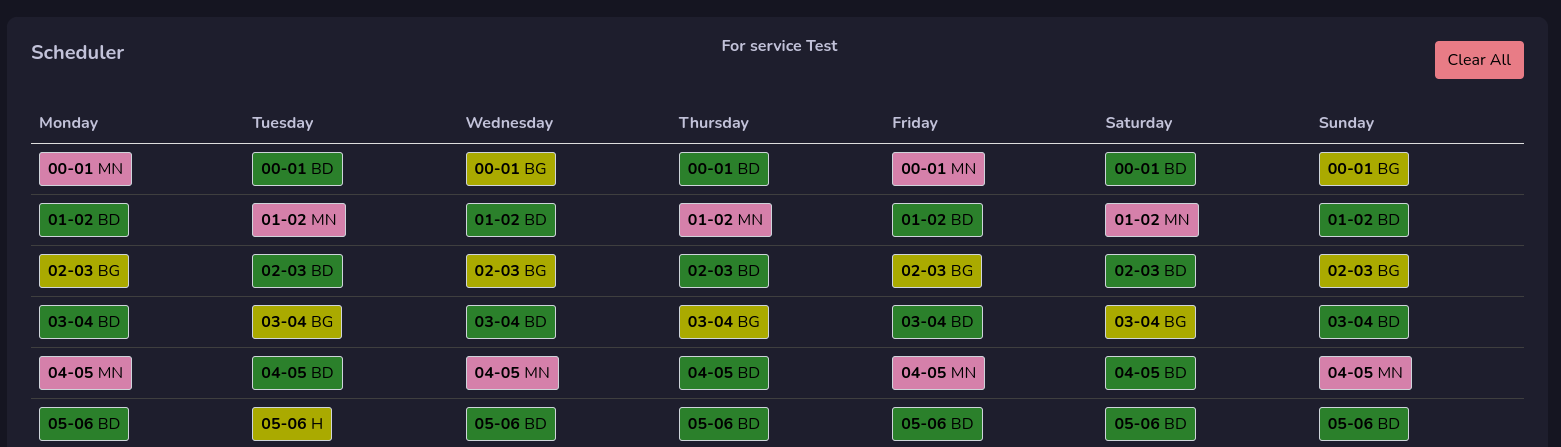 Scheduler For service Test Clear All
Monday Tuesday Wednesday Thursday Friday Saturday Sunday
00-01 MN 00-01 BD 00-01 BG 00-01 BD 00-01 MN 00-01 BD 00-01 BG
01-02 BD 01-02 MN 01-02 BD 01-02 MN 01-02 BD 01-02 MN 01-02 BD
02-03 BG 02-03 BD 02-03 BG 02-03 BD 02-03 BG 02-03 BD 02-03 BG
03-04 BD 03-04 BG 03-04 BD 03-04 BG 03-04 BD 03-04 BG 03-04 BD
04-05 MN 04-05 BD 04-05 MN 04-05 BD 04-05 MN 04-05 BD 04-05 MN
05-06 BD 05-06 H 05-06 BD 05-06 BD 05-06 BD 05-06 BD 05-06 BD